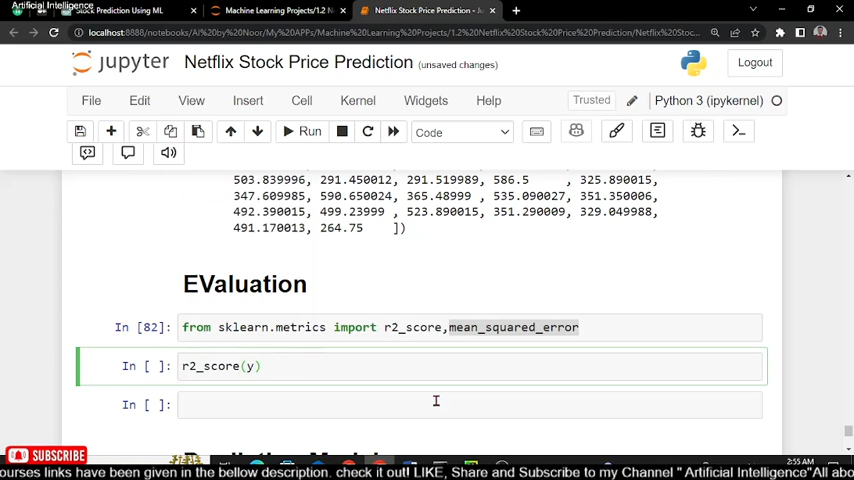 Artificial Intelligence
Stock Prediction Using ML
Machine Learning Projects/1.2 N
Netflix Stock Price Prediction - Ju
localhost:8888/notebooks/AI%20by%20Noor/My%20APPs/Machine%20Learning%20Projects/1.2%20Netflix%20Stock%20Price%20Prediction/Netflix%20Stoc...
jupyter Netflix Stock Price Prediction (unsaved changes)
Logout
File Edit View Insert Cell Kernel Widgets Help
Trusted Python 3 (ipykernel)
Run Code
503.839996, 291.450012, 291.519989, 586.5 , 325.890015,
347.609985, 590.650024, 365.48999 , 535.090027, 351.350006,
492.390015, 499.23999 , 523.890015, 351.290009, 329.049988,
491.170013, 264.75 ])
EValuation
In [82]: from sklearn.metrics import r2_score,mean_squared_error
In [ ]: r2_score(y)
In [ ]:
SUBSCRIBE
2:55 AM
ourses links have been given in the bellow description. check it out! LIKE, Share and Subscribe to my Channel " Artificial Intelligence"All abo